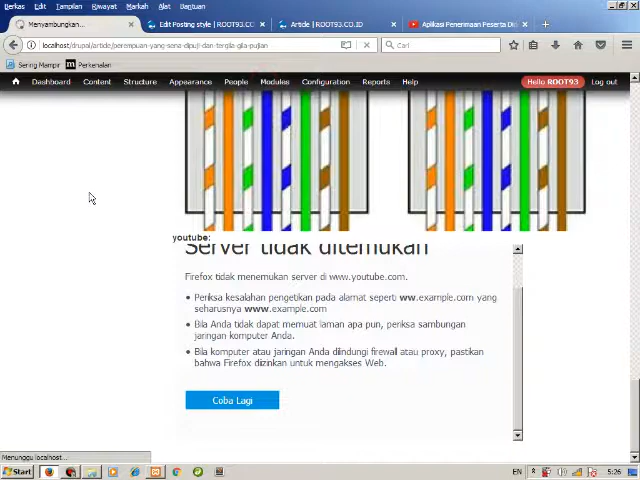 Berkas Edit Riwayat Markah Alat Bantuan
Menyambungkan...
Edit Posting style | ROOT93.C
Article | ROOT93.CO.ID
Aplikasi Penerimaan Peserta Di
localhost/drupal/article/perempuan-yang-sena-dipuji-dan-tergila-gila-pujian
Cari
Sering Mampir
Perkenalan
Dashboard Content Structure Appearance People Modules Configuration Reports Help
Hello ROOT93 Log out
youtube:
Server tidak ditemukan
Firefox tidak menemukan server di www.youtube.com.
Periksa kesalahan pengetikan pada alamat seperti ww.example.com yang
seharusnya www.example.com
Bila Anda tidak dapat memuat laman apa pun, periksa sambungan
jaringan komputer Anda.
Bila komputer atau jaringan Anda dilindungi firewall atau proxy, pastikan
bahwa Firefox diizinkan untuk mengakses Web.
Coba Lagi
Menunggu localhost...
Start
EN
5:26